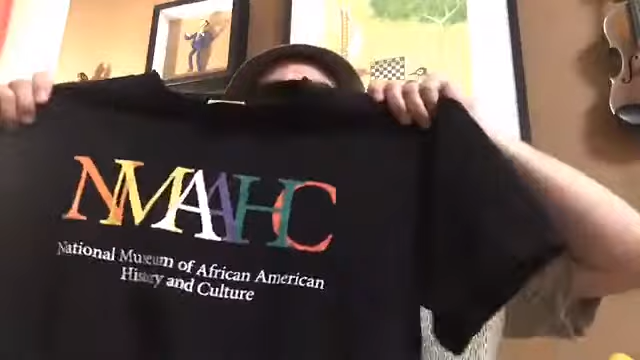 NMAAHC
National Museum of African American
History and Culture